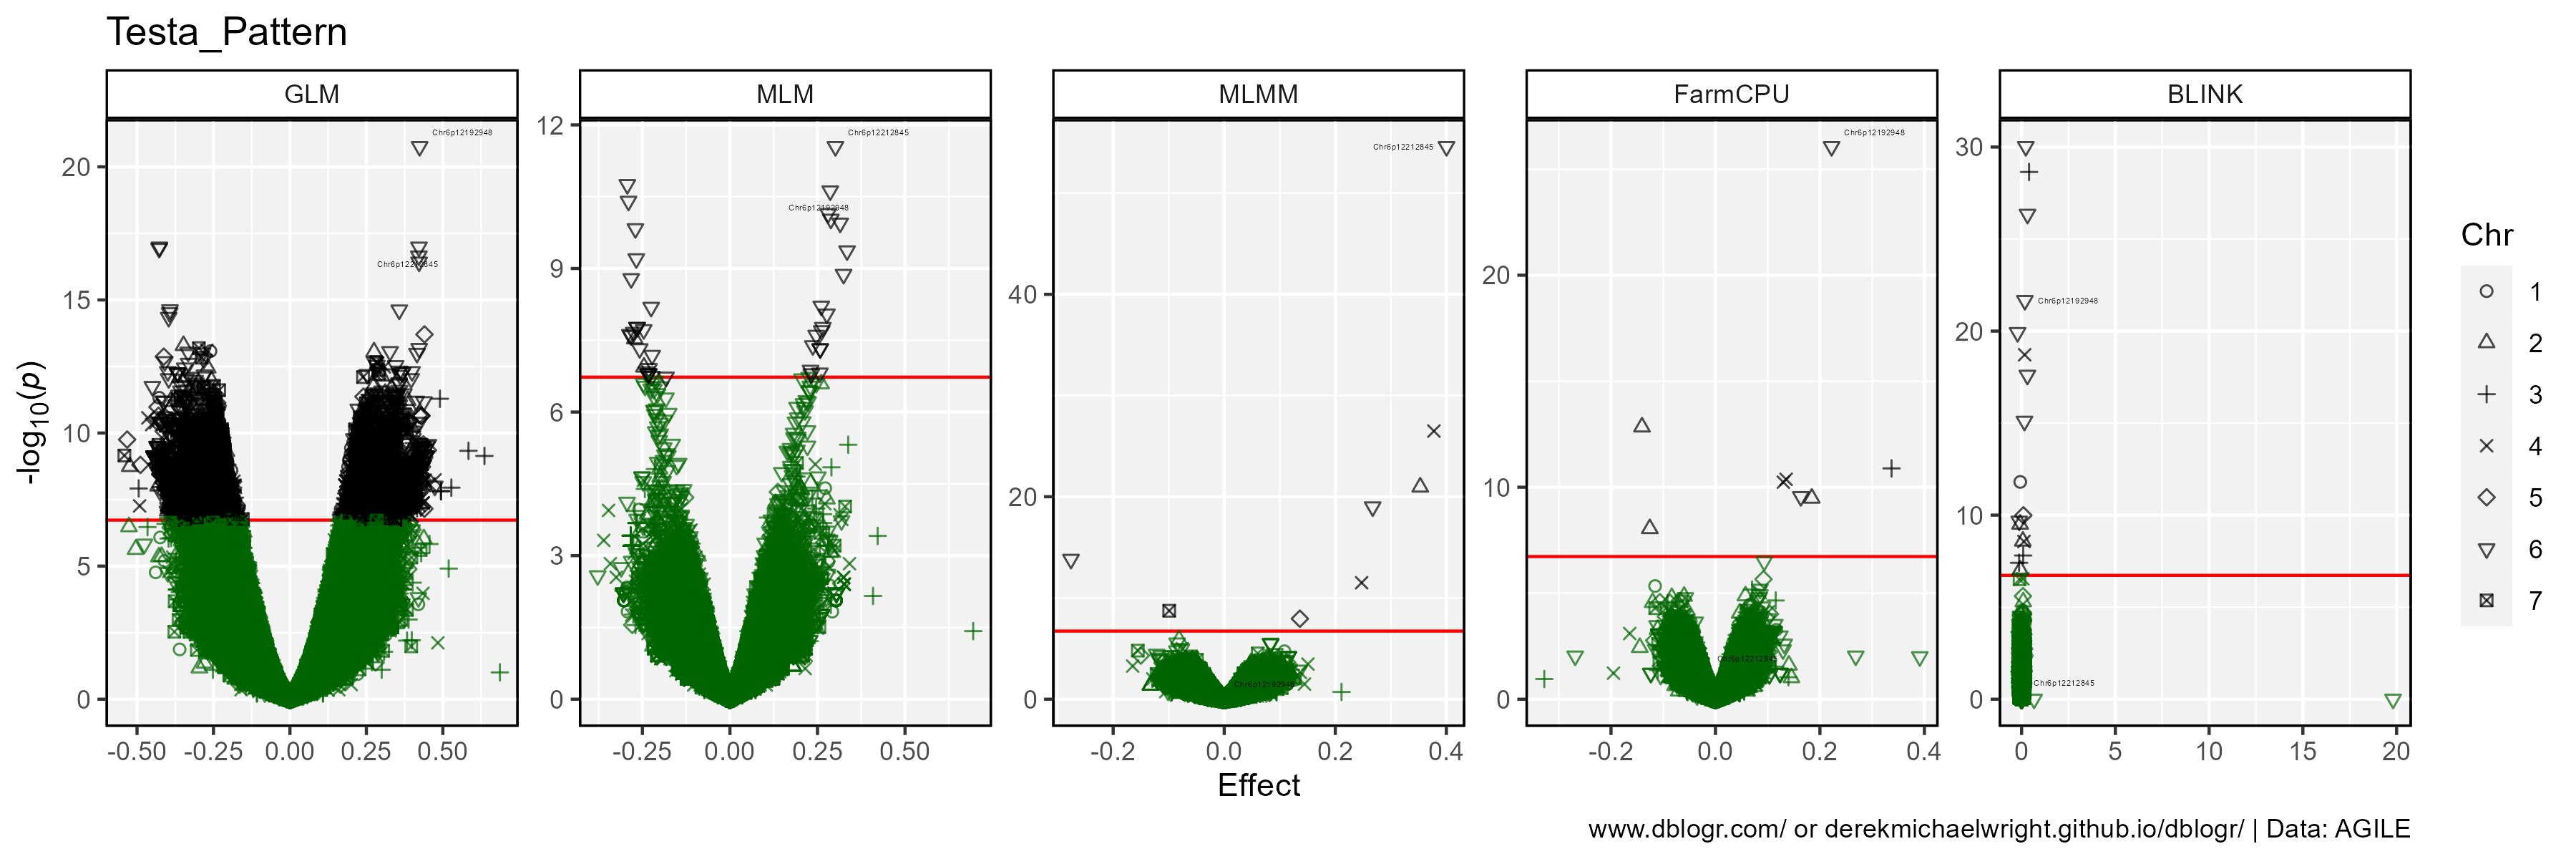 Testa_Pattern
GLM
MLM
MLMM
FarmCPU
BLINK
-log10(p)
20
15
10
5
0
Chr6p12192948
Chr6p12212845
-0.50 -0.25 0.00 0.25 0.50
12
9
6
3
0
Chr6p12212845
Chr6p12192948
-0.25 0.00 0.25 0.50
40
20
0
Chr6p12212845
Chr6p12192948
-0.2 0.0 0.2 0.4
20
10
0
Chr6p12192948
Chr6p12212845
-0.2 0.0 0.2 0.4
30
20
10
0
Chr6p12192948
Chr6p12212845
0 5 10 15 20
Effect
Chr
1
2
3
4
5
6
7
www.dblogr.com/ or derekmichaelwright.github.io/dblogr/ | Data: AGILE